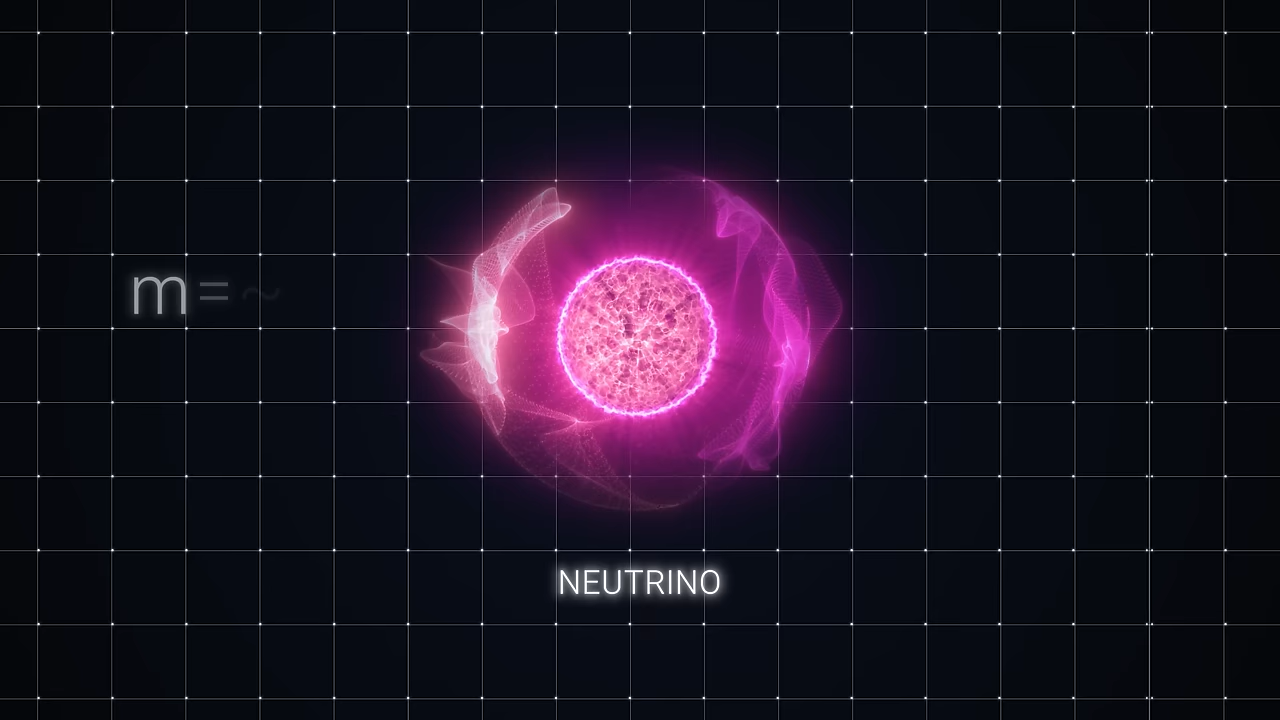 m = ~
NEUTRINO